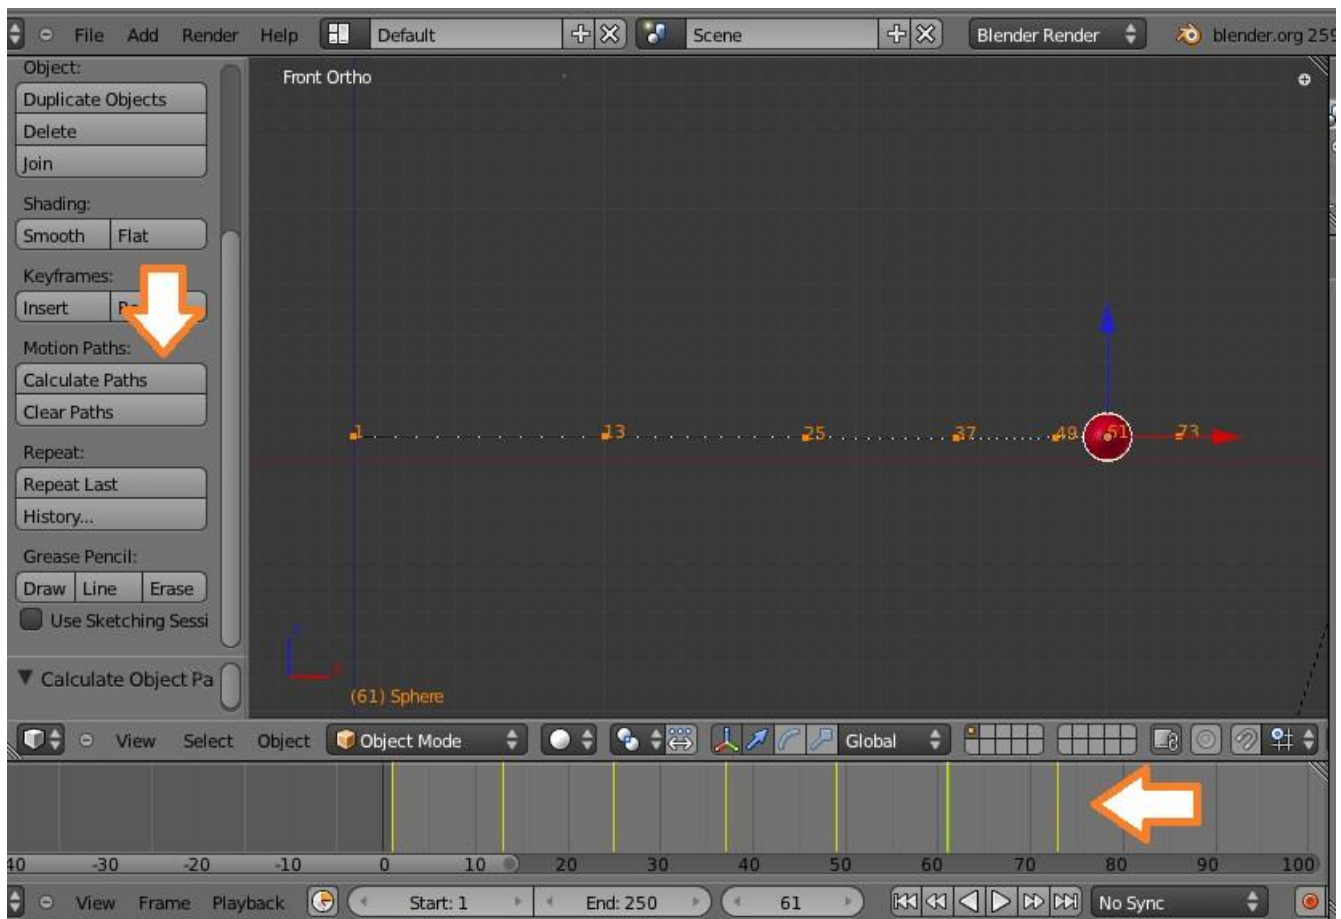 File Add Render Help Default Scene Blender Render blender.org 259
Object:
Front Ortho
Duplicate Objects
Delete
Join
Shading:
Smooth Flat
Keyframes:
Insert
Motion Paths:
Calculate Paths
Clear Paths
1 13 25 37 49 61 73
Repeat:
Repeat Last
History...
Grease Pencil:
Draw Line Erase
Use Sketching Sessi
Calculate Object Pa
(61) Sphere
View Select Object Object Mode Global
40 -30 -20 -10 0 10 20 30 40 50 60 70 80 90 100
View Frame Playback Start: 1 End: 250 61 No Sync